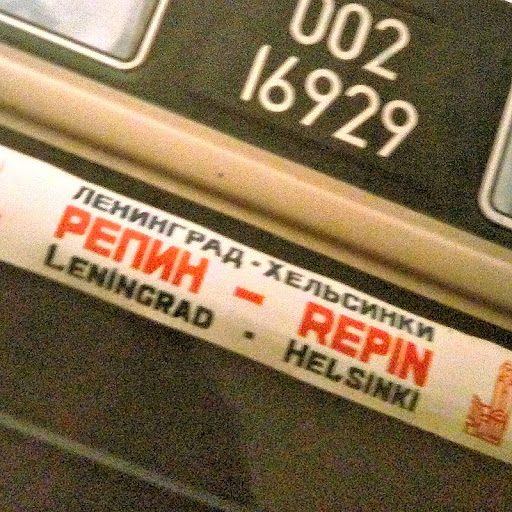 002
16929
ЛЕНИНГРАД - ХЕЛЬСИНКИ
РЕПИН - REPIN
LENINGRAD - HELSINKI